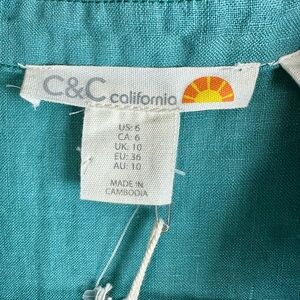 C&C california
US: 6
CA: 6
UK: 10
EU: 36
AU: 10
MADE IN
CAMBODIA